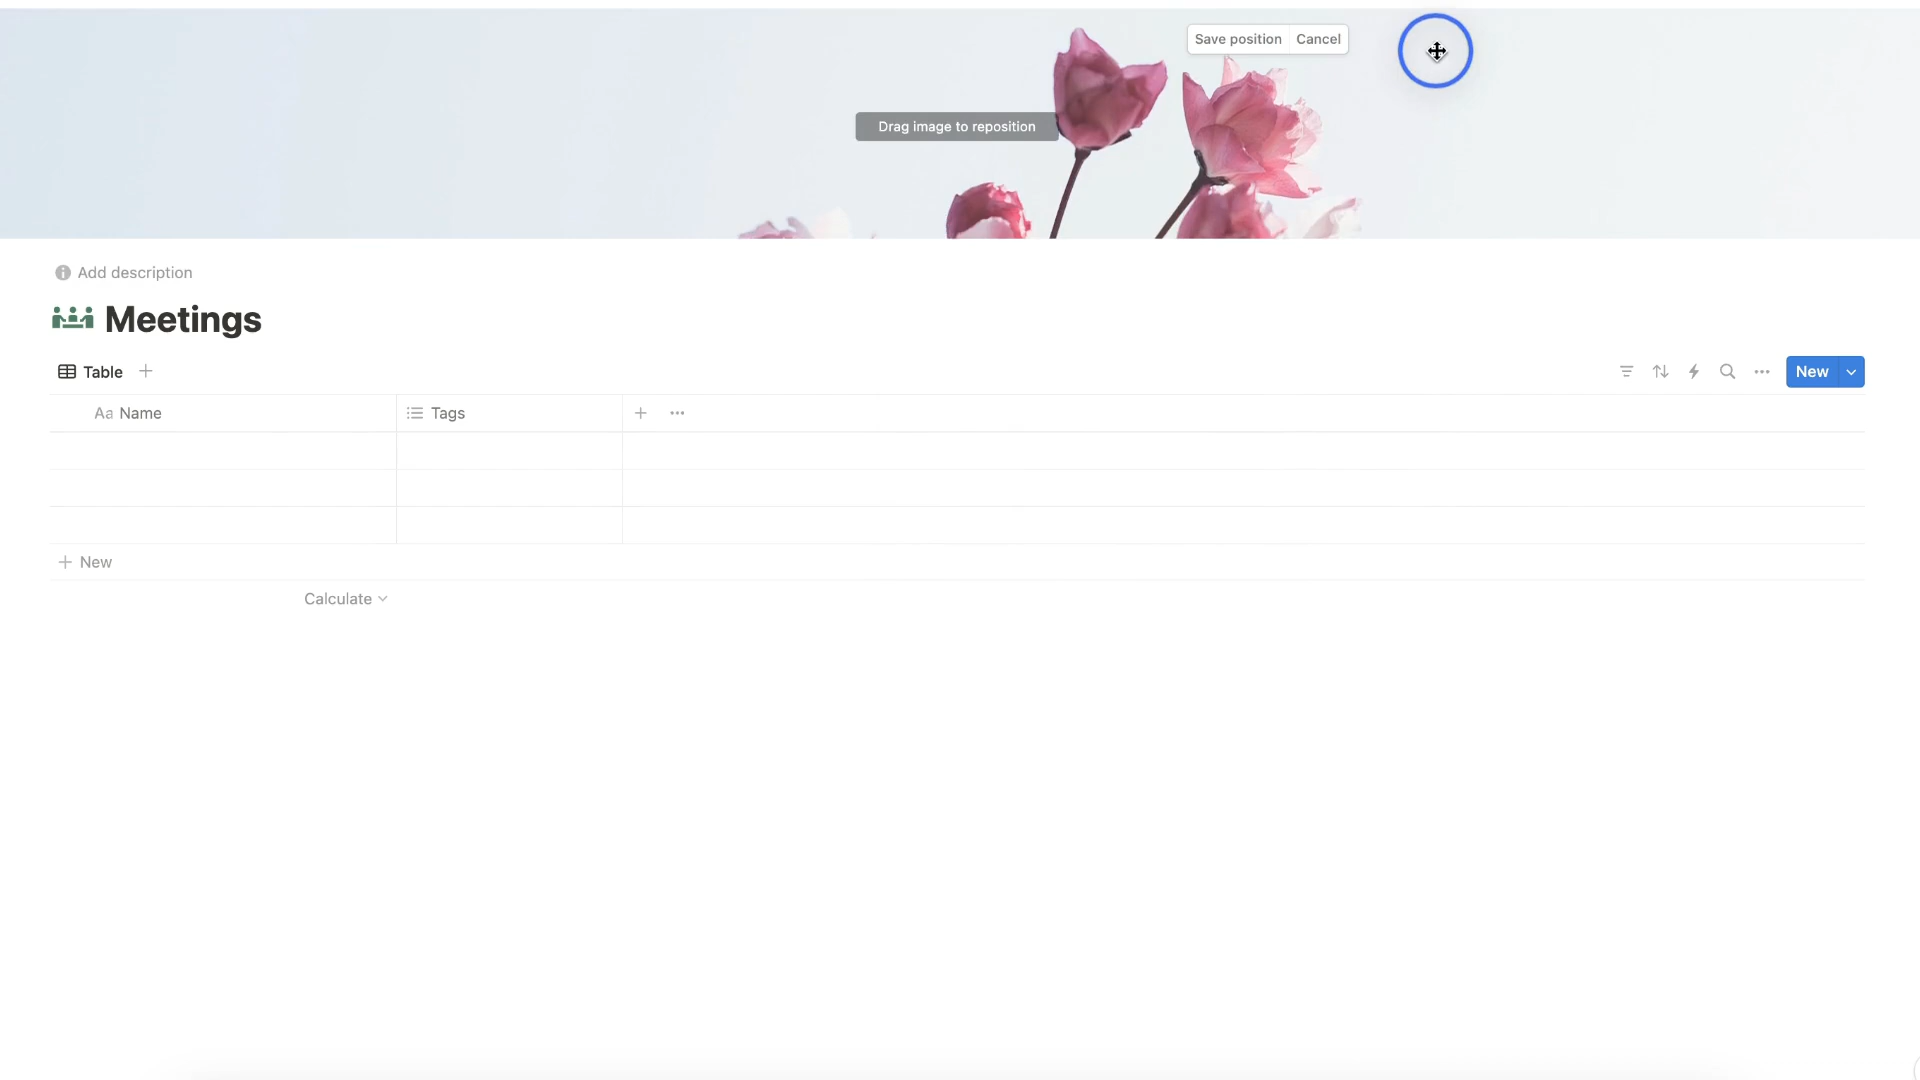 Save position Cancel
Drag image to reposition
Add description
Meetings
Table
New
Aa Name
Tags
New
Calculate